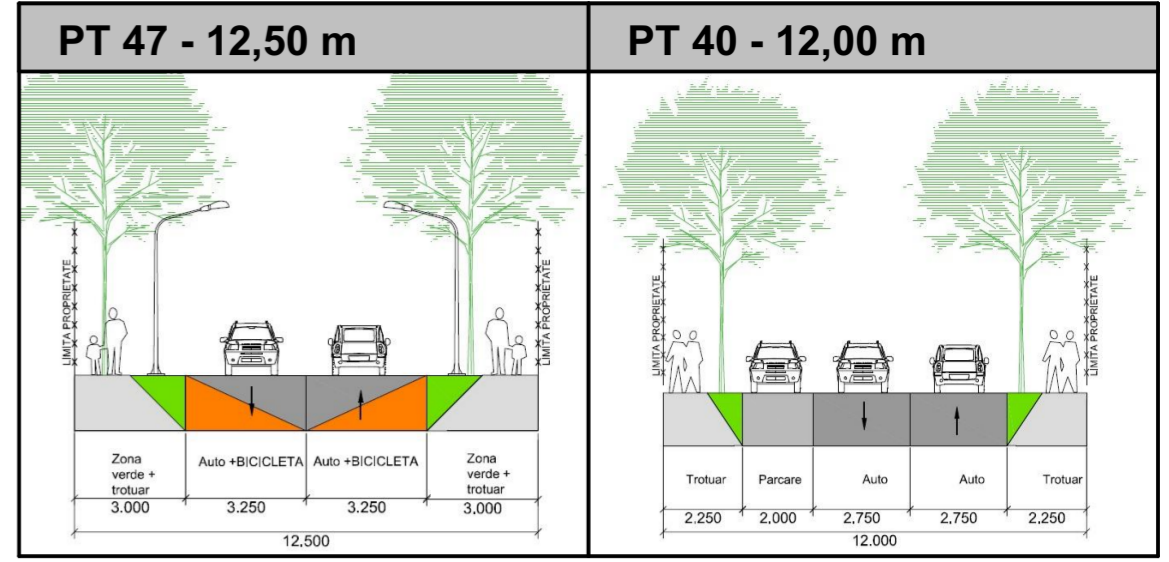 PT 47 - 12,50 m
LIMITA PROPRIETATE
LIMITA PROPRIETATE
Zona
verde +
trotuar
Auto +BICICLETA
Auto +BICICLETA
Zona
verde +
trotuar
3.000
3.250
3.250
3.000
12.500
PT 40 - 12,00 m
LIMITA PROPRIETATE
LIMITA PROPRIETATE
Trotuar
Parcare
Auto
Auto
Trotuar
2.250
2.000
2.750
2.750
2.250
12.000